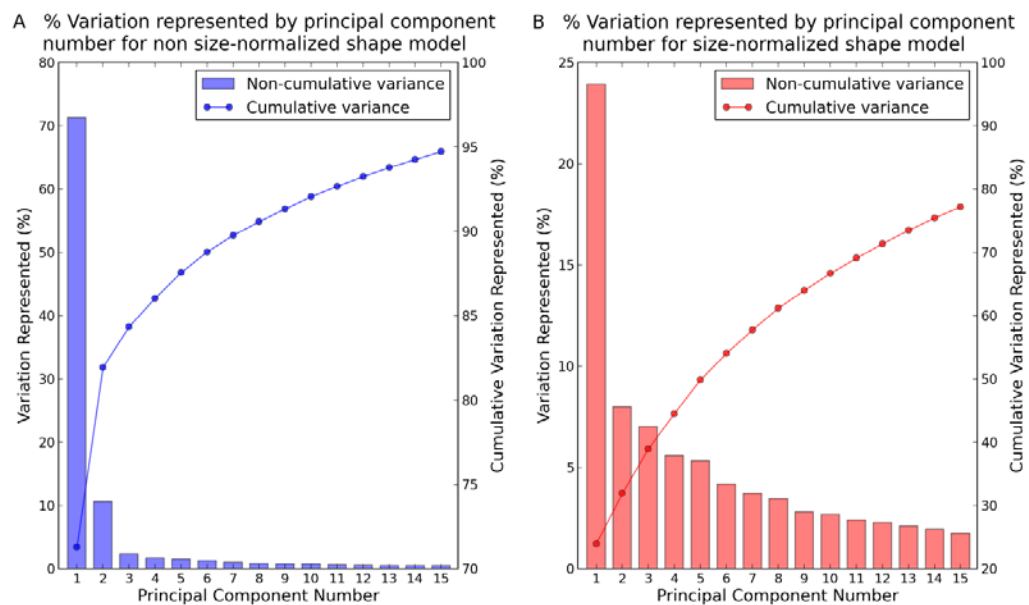 A % Variation represented by principal component
number for non size-normalized shape model
80
70
60
50
40
30
20
10
0
Variation Represented (%)
Non-cumulative variance
Cumulative variance
100
95
90
85
80
75
70
Cumulative Variation Represented (%)
1 2 3 4 5 6 7 8 9 10 11 12 13 14 15
Principal Component Number
B % Variation represented by principal component
number for size-normalized shape model
25
20
15
10
5
0
Variation Represented (%)
Non-cumulative variance
Cumulative variance
100
90
80
70
60
50
40
30
20
Cumulative Variation Represented (%)
1 2 3 4 5 6 7 8 9 10 11 12 13 14 15
Principal Component Number